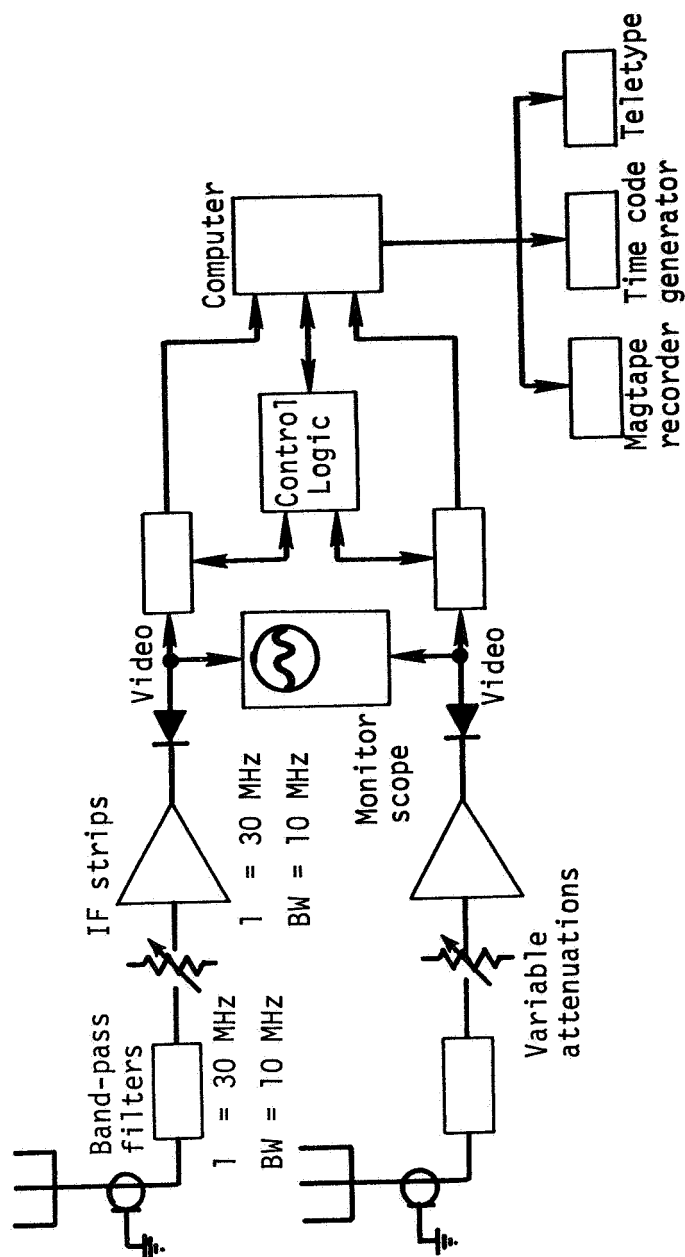 Band-pass
filters
l = 30 MHz
BW = 10 MHz
IF strips
l = 30 MHz
BW = 10 MHz
Variable
attenuations
Video
Monitor
scope
Video
Control
Logic
Computer
Magtape
recorder
Time code
generator
Teletype